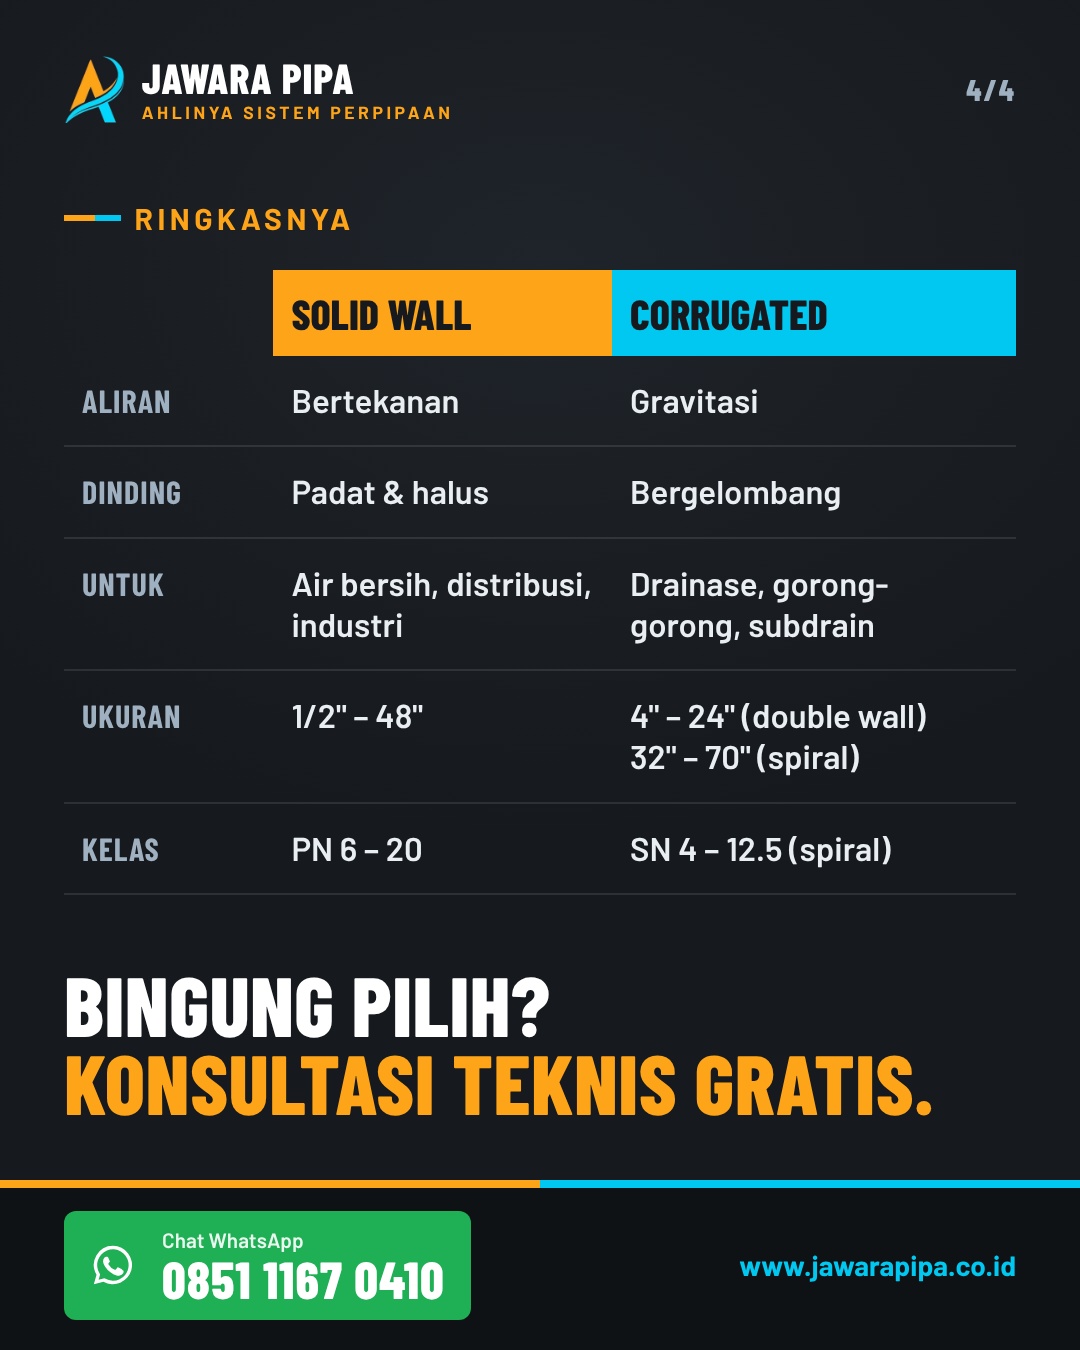 JAWARA PIPA
AHLINYA SISTEM PERPIPAAN
4/4
RINGKASNYA
SOLID WALL CORRUGATED
ALIRAN Bertekanan Gravitasi
DINDING Padat & halus Bergelombang
UNTUK Air bersih, distribusi, Drainase, gorong-
industri gorong, subdrain
UKURAN 1/2" – 48" 4" – 24" (double wall)
32" – 70" (spiral)
KELAS PN 6 – 20 SN 4 – 12.5 (spiral)
BINGUNG PILIH?
KONSULTASI TEKNIS GRATIS.
Chat WhatsApp
0851 1167 0410
www.jawarapipa.co.id